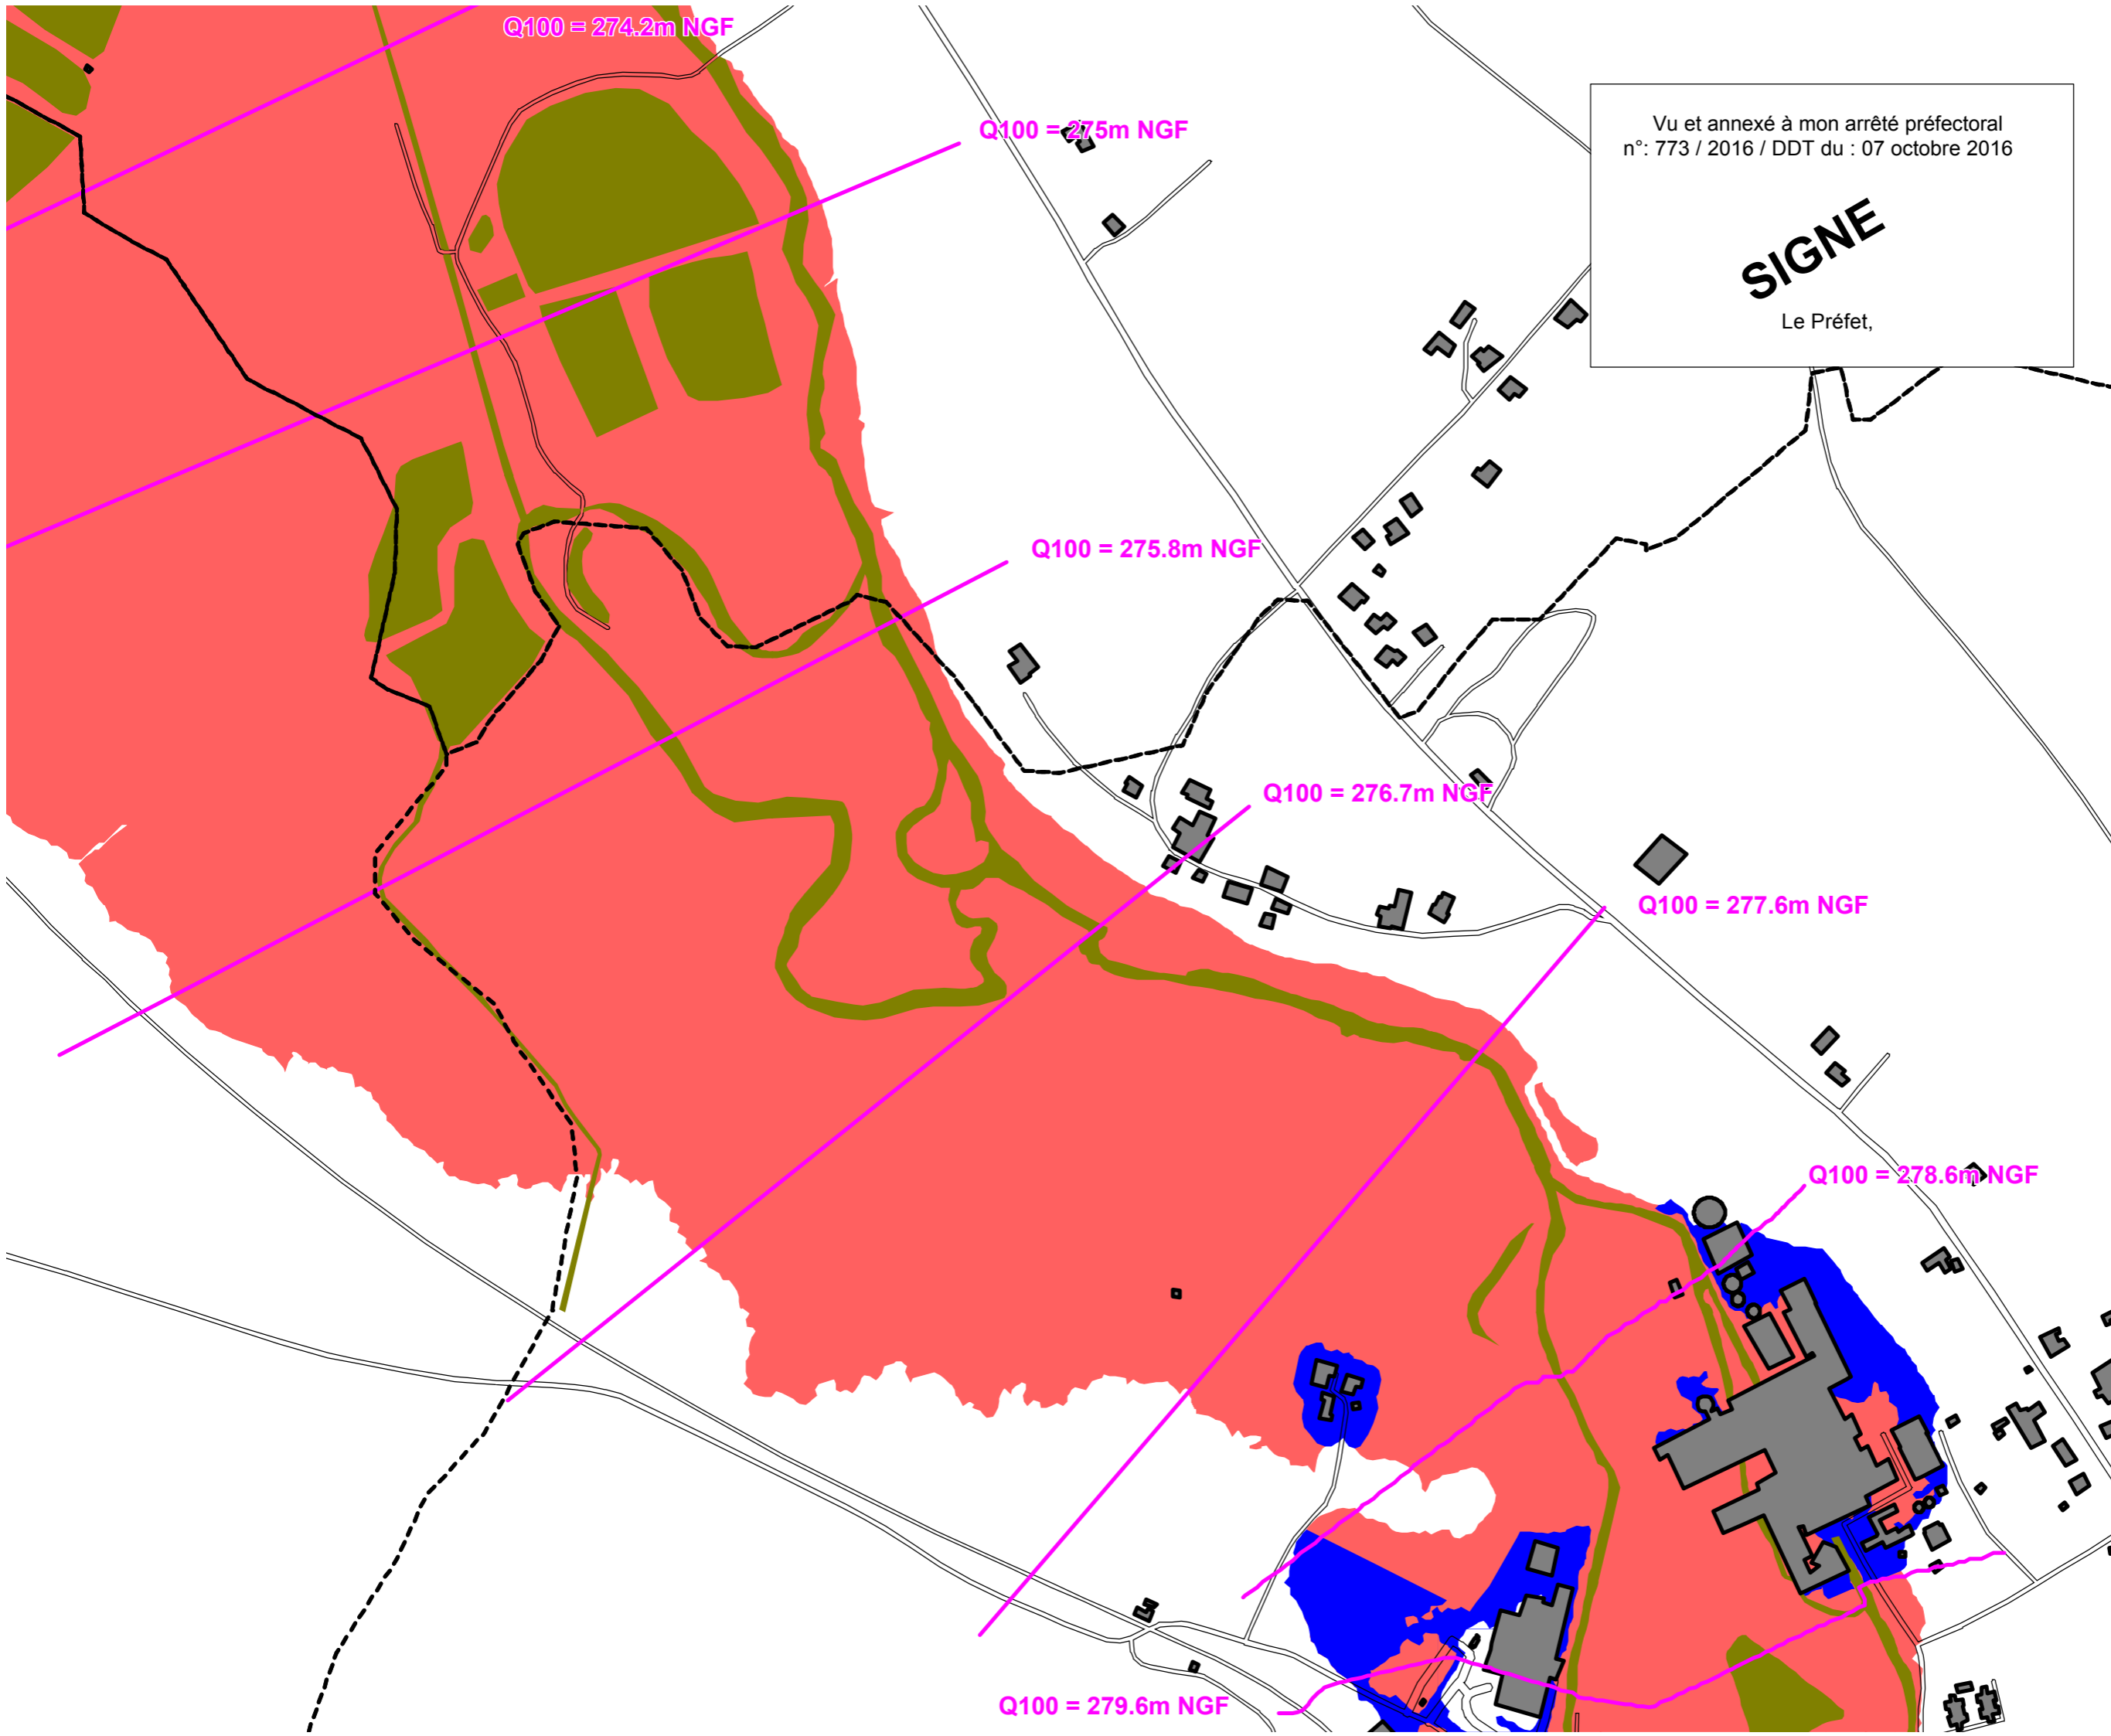 Q100 = 274.2m NGF
Q100 = 275m NGF
Vu et annexé à mon arrêté préfectoral
n°: 773 / 2016 / DDT du : 07 octobre 2016
SIGNE
Le Préfet,
Q100 = 275.8m NGF
Q100 = 276.7m NGF
Q100 = 277.6m NGF
Q100 = 278.6m NGF
Q100 = 279.6m NGF